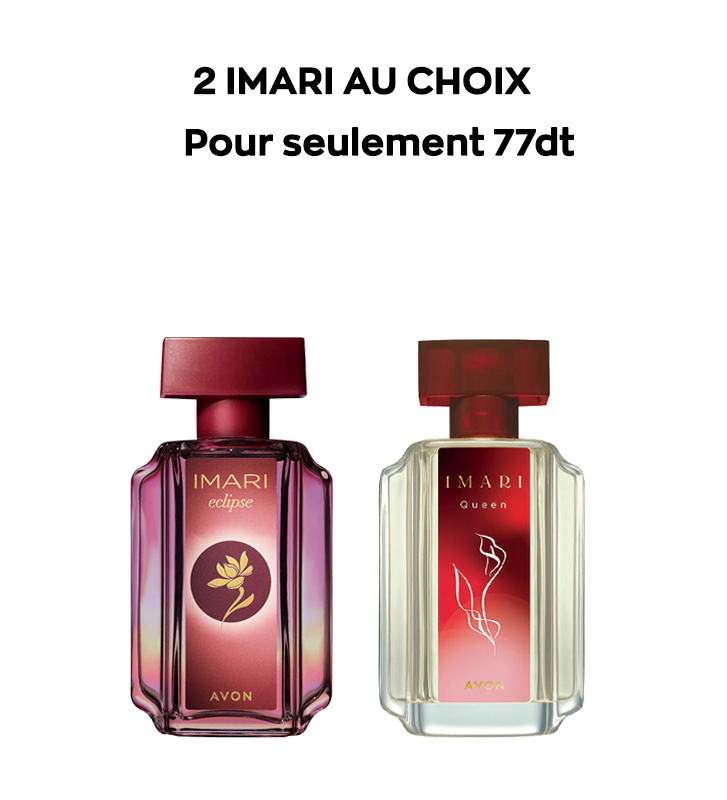 2 IMARI AU CHOIX
Pour seulement 77dt
IMARI
eclipse
AVON
IMARI
Queen
AVON